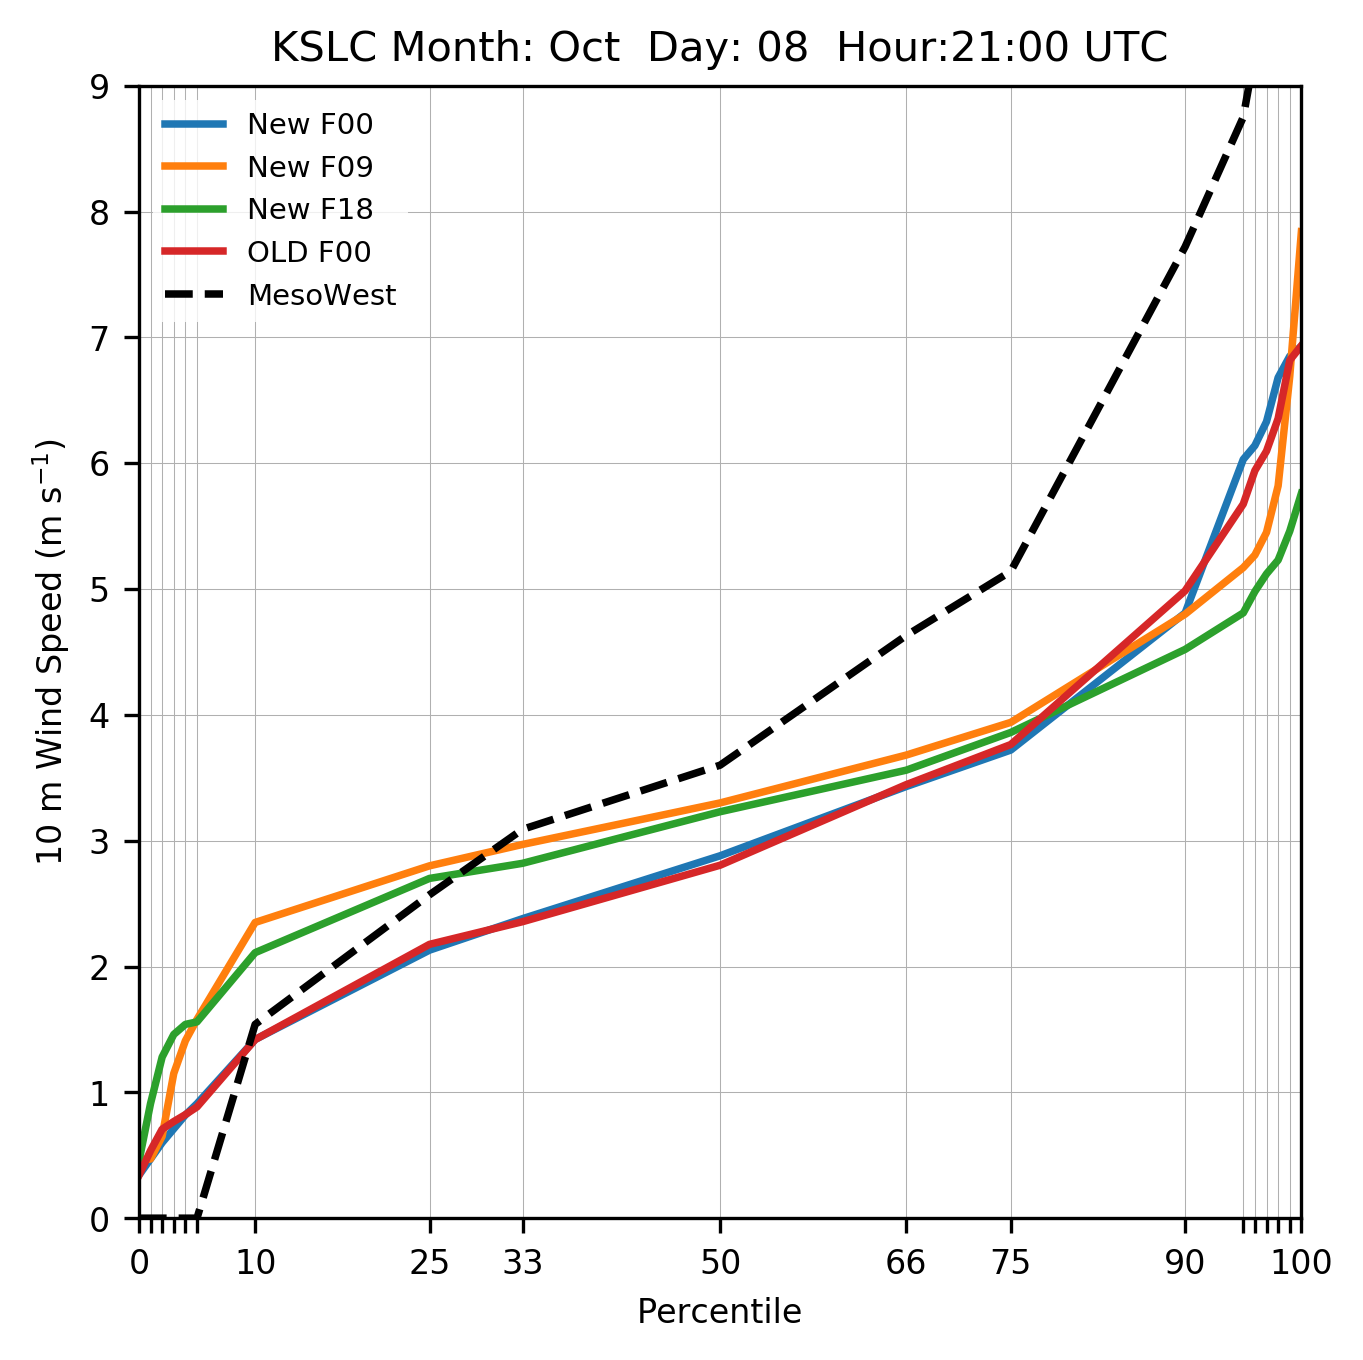 KSLC Month: Oct  Day: 08  Hour:21:00 UTC
9
8
7
6
5
4
3
2
1
0
10 m Wind Speed (m s⁻¹)
New F00
New F09
New F18
OLD F00
MesoWest
0 10 25 33 50 66 75 90 100
Percentile